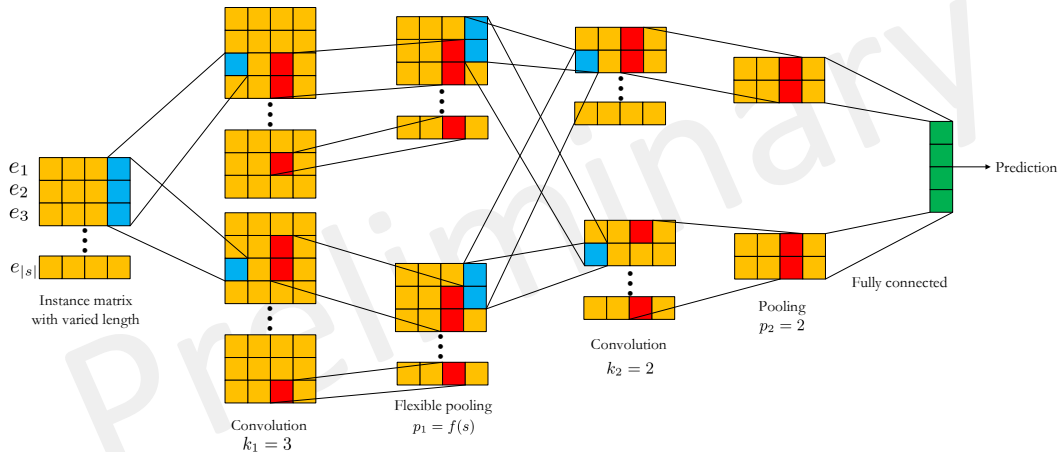 Preliminary
e₁
e₂
e₃
e|s|
Instance matrix
with varied length
Convolution
k₁ = 3
Flexible pooling
p₁ = f(s)
Convolution
k₂ = 2
Pooling
p₂ = 2
Fully connected
Prediction